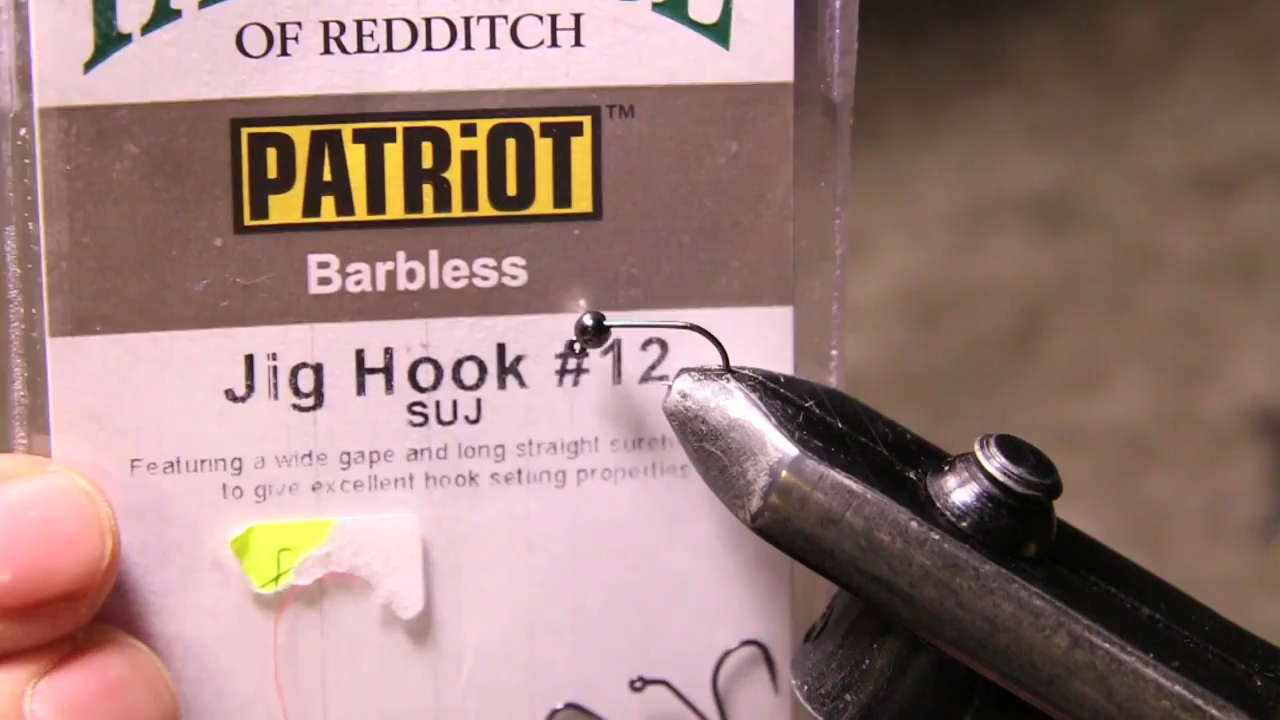 OF REDDITCH
PATRiOT™
Barbless
Jig Hook #12
SUJ
Featuring a wide gape and long straight
to give excellent hook setting properties